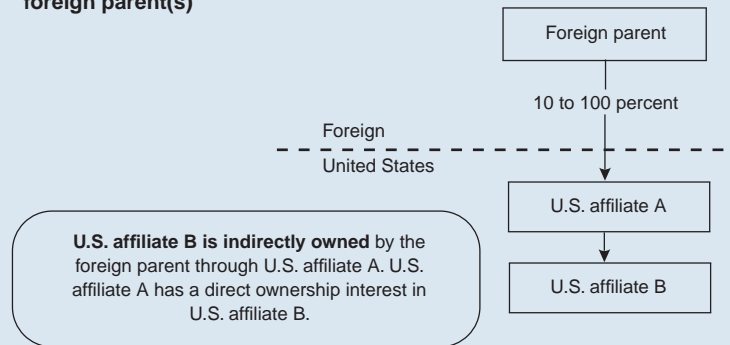 foreign parent(s)
Foreign parent
10 to 100 percent
Foreign
United States
U.S. affiliate A
U.S. affiliate B is indirectly owned by the
foreign parent through U.S. affiliate A. U.S.
affiliate A has a direct ownership interest in
U.S. affiliate B.
U.S. affiliate B